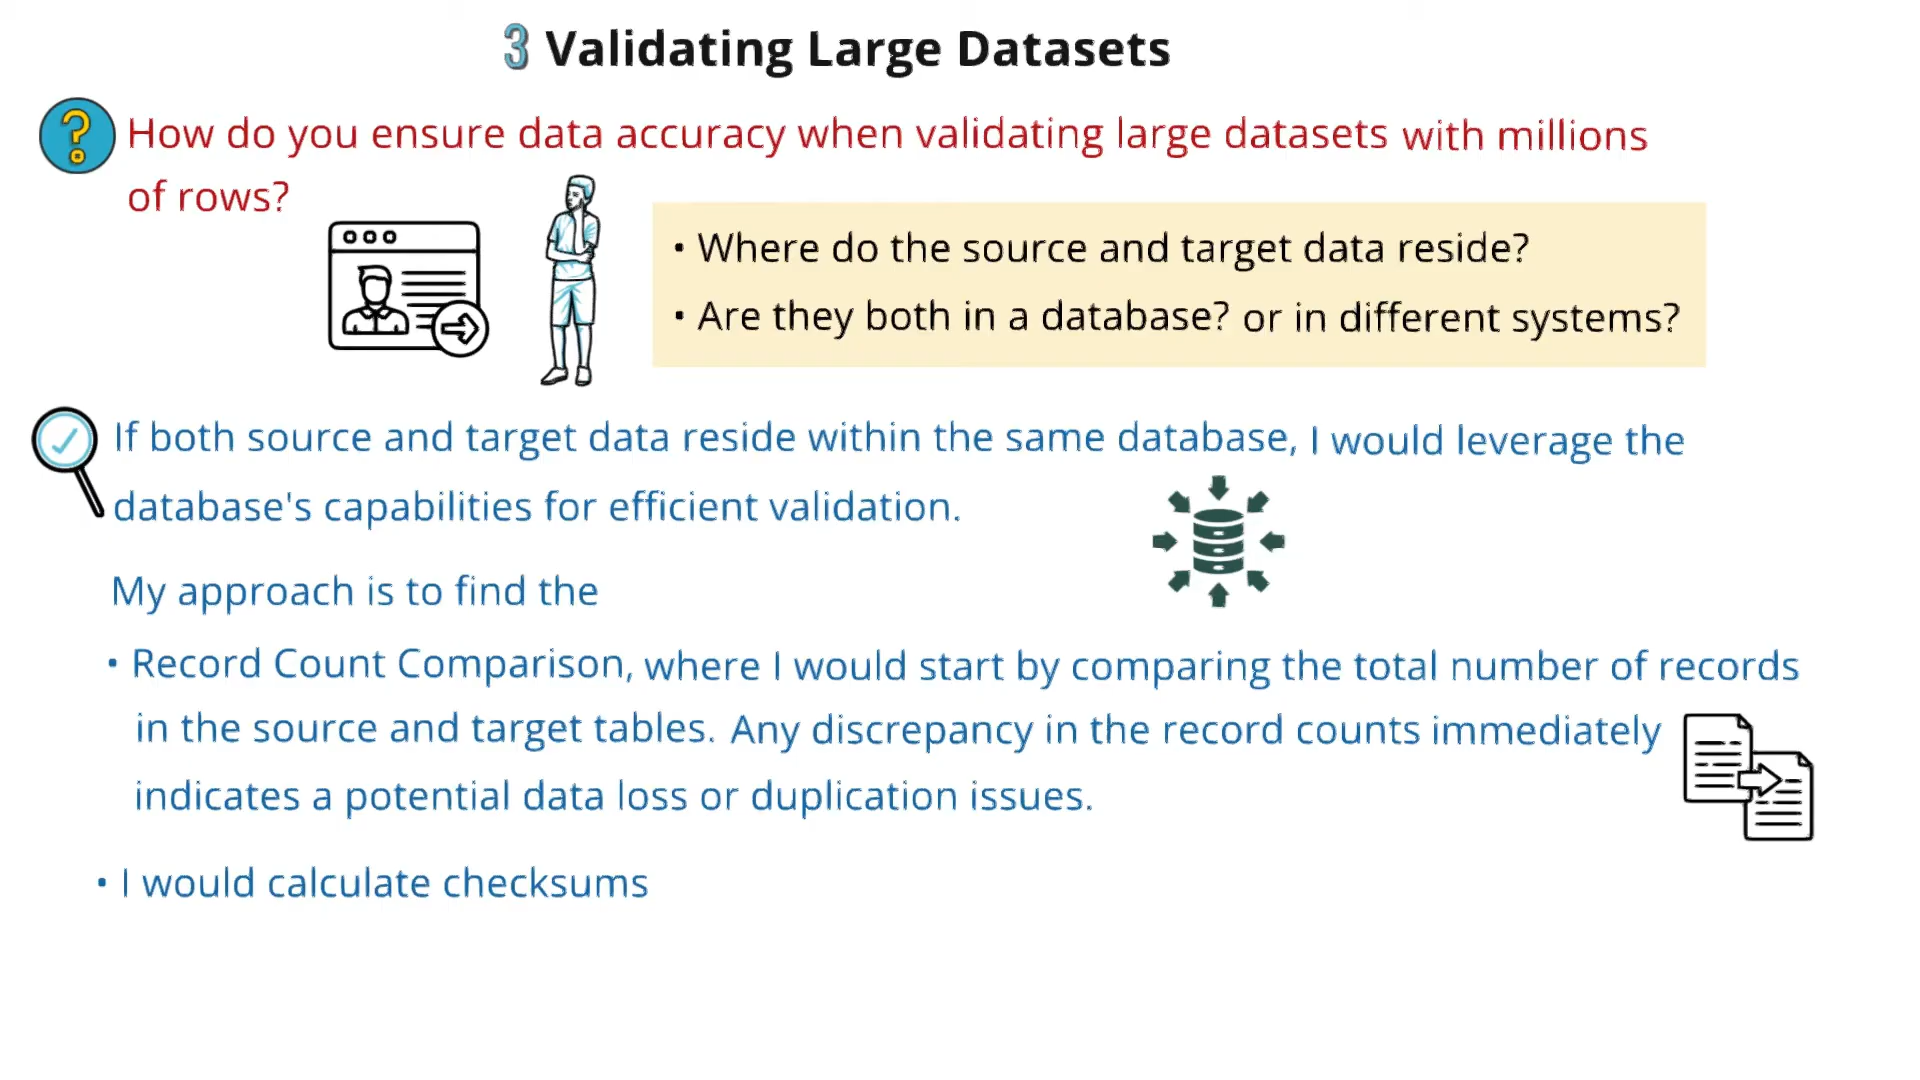 3 Validating Large Datasets
How do you ensure data accuracy when validating large datasets with millions
of rows?
• Where do the source and target data reside?
• Are they both in a database? or in different systems?
If both source and target data reside within the same database, I would leverage the
database's capabilities for efficient validation.
My approach is to find the
• Record Count Comparison, where I would start by comparing the total number of records
in the source and target tables. Any discrepancy in the record counts immediately
indicates a potential data loss or duplication issues.
• I would calculate checksums